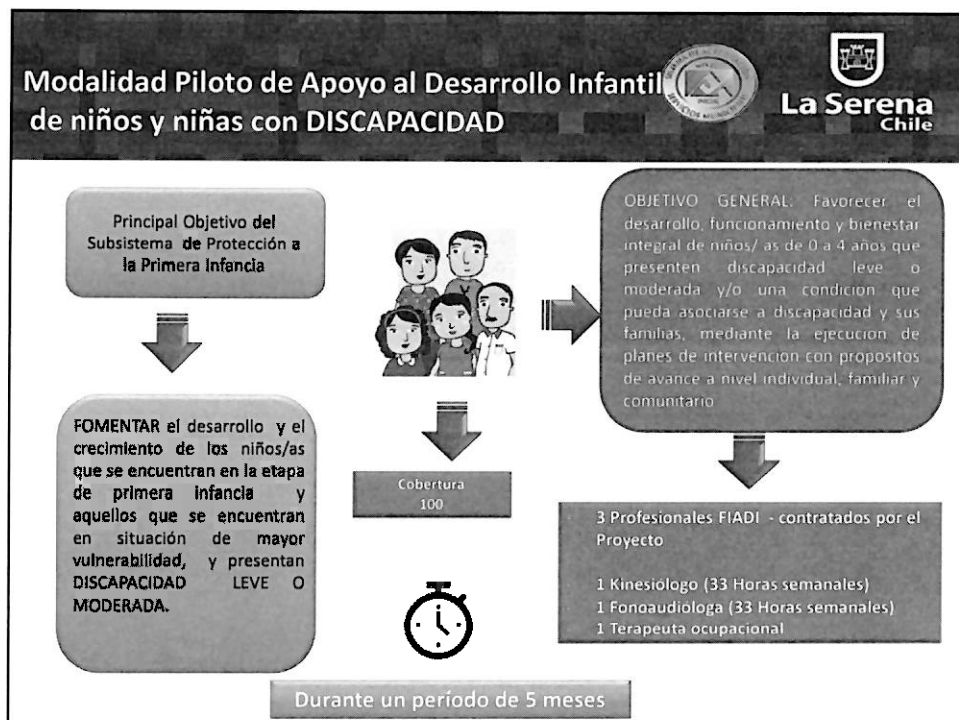 Modalidad Piloto de Apoyo al Desarrollo Infantil
de niños y niñas con DISCAPACIDAD
La Serena
Chile
Principal Objetivo del
Subsistema de Protección a
la Primera Infancia
FOMENTAR el desarrollo y el
crecimiento de los niños/as
que se encuentran en la etapa
de primera infancia y
aquellos que se encuentran
en situación de mayor
vulnerabilidad, y presentan
DISCAPACIDAD LEVE O
MODERADA.
Cobertura
100
OBJETIVO GENERAL: Favorecer el
desarrollo, funcionamiento y bienestar
integral de niños/ as de 0 a 4 años que
presenten discapacidad leve o
moderada y/o una condición que
pueda asociarse a discapacidad y sus
familias, mediante la ejecución de
planes de intervención con propósitos
de avance a nivel individual, familiar y
comunitario
3 Profesionales FIADI - contratados por el
Proyecto
1 Kinesiólogo (33 Horas semanales)
1 Fonoaudióloga (33 Horas semanales)
1 Terapeuta ocupacional
Durante un período de 5 meses